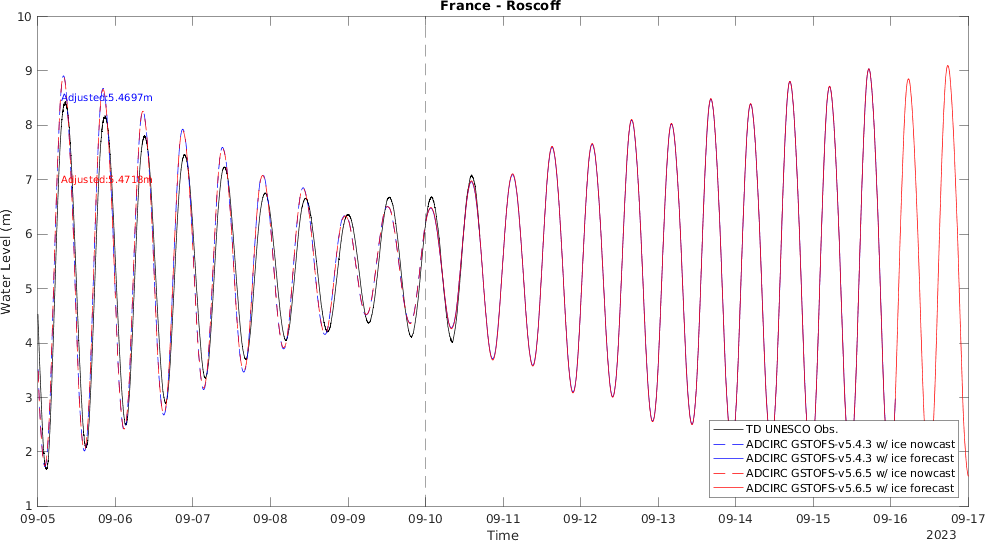 France - Roscoff
10
9
8
7
6
5
4
3
2
1
Water Level (m)
Adjusted:5.4697m
Adjusted:5.4718m
TD UNESCO Obs.
ADCIRC GSTOFS-v5.4.3 w/ ice nowcast
ADCIRC GSTOFS-v5.4.3 w/ ice forecast
ADCIRC GSTOFS-v5.6.5 w/ ice nowcast
ADCIRC GSTOFS-v5.6.5 w/ ice forecast
09-05 09-06 09-07 09-08 09-09 09-10 09-11 09-12 09-13 09-14 09-15 09-16 09-17
Time
2023